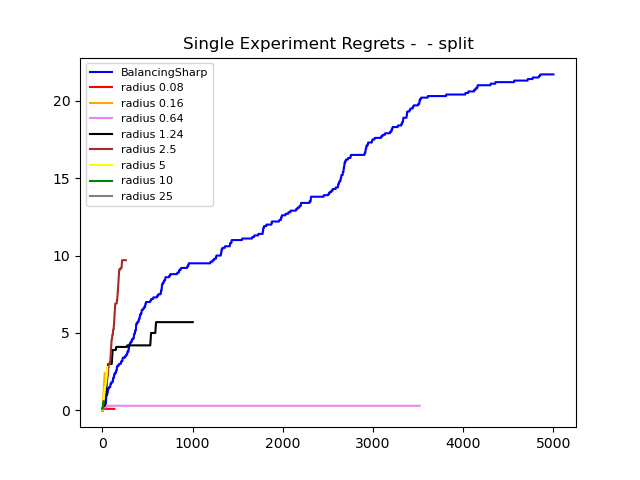 Single Experiment Regrets -  - split
BalancingSharp
radius 0.08
radius 0.16
radius 0.64
radius 1.24
radius 2.5
radius 5
radius 10
radius 25
20
15
10
5
0
0 1000 2000 3000 4000 5000